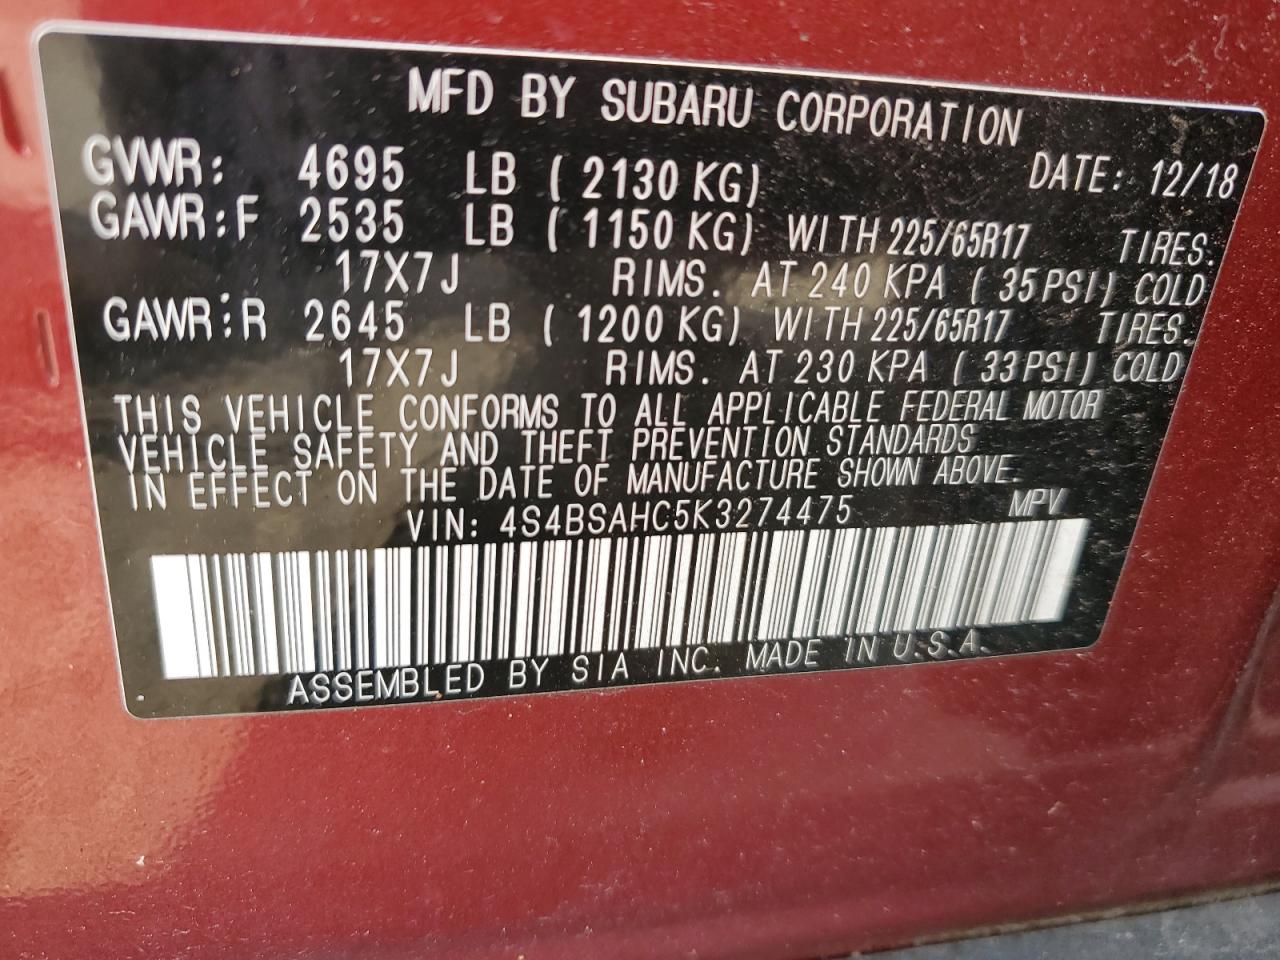 MFD BY SUBARU CORPORATION
GVWR: 4695 LB ( 2130 KG) DATE: 12/18
GAWR:F 2535 LB ( 1150 KG) WITH 225/65R17 TIRES:
17X7J RIMS. AT 240 KPA ( 35 PSI) COLD
GAWR:R 2645 LB ( 1200 KG) WITH 225/65R17 TIRES:
17X7J RIMS. AT 230 KPA ( 33 PSI) COLD
THIS VEHICLE CONFORMS TO ALL APPLICABLE FEDERAL MOTOR
VEHICLE SAFETY AND THEFT PREVENTION STANDARDS
IN EFFECT ON THE DATE OF MANUFACTURE SHOWN ABOVE.
VIN: 4S4BSAHC5K3274475 MPV
ASSEMBLED BY SIA INC. MADE IN U.S.A.